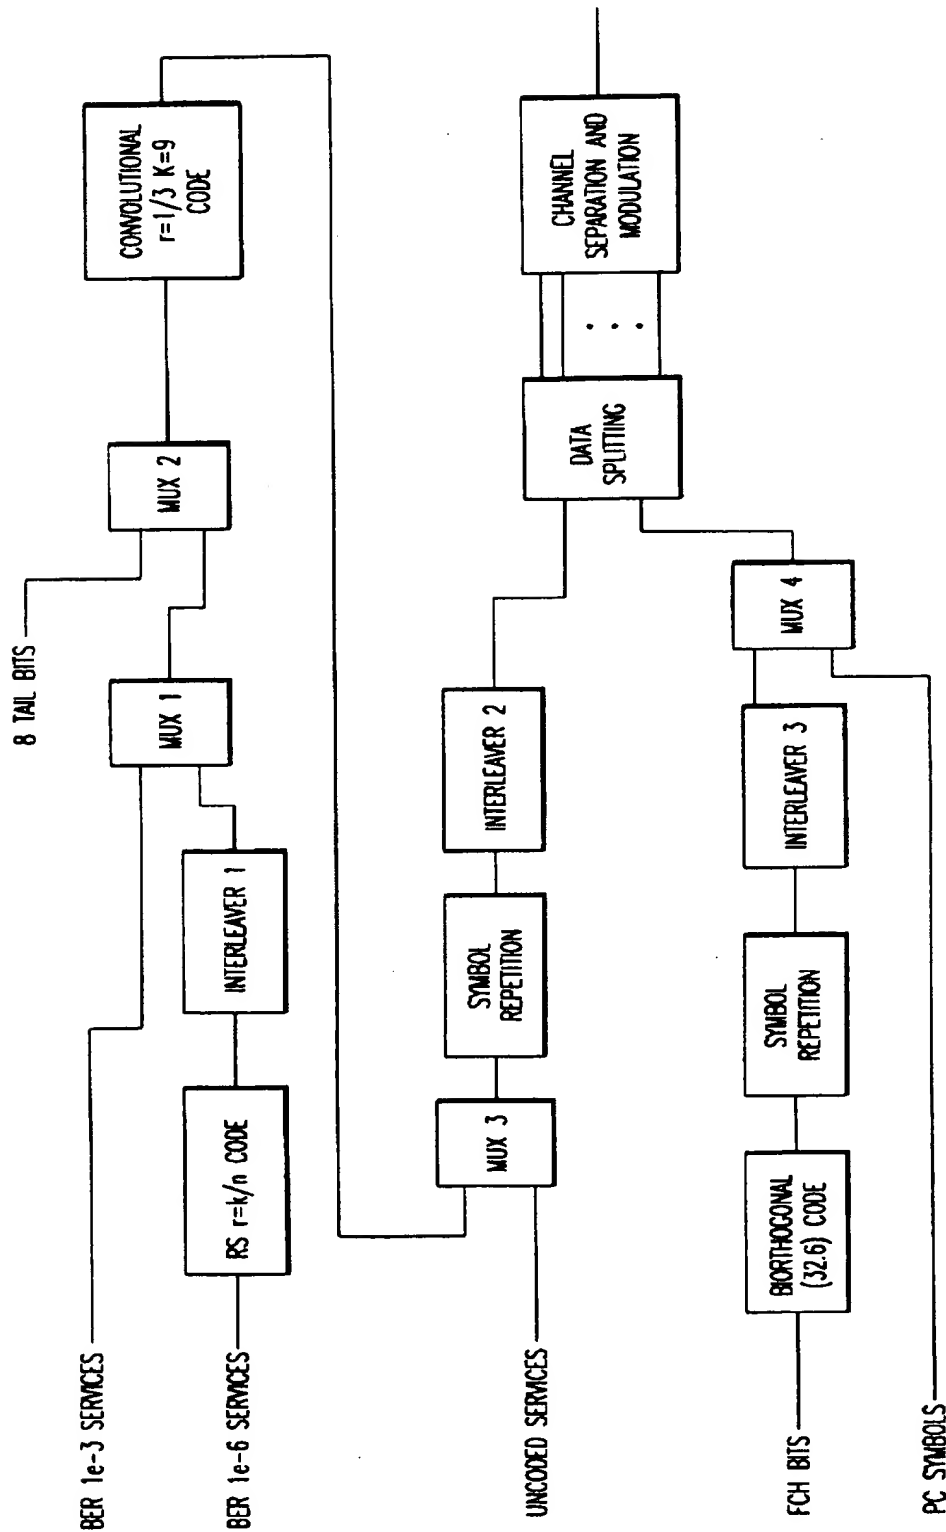 8 TAIL BITS
BER 1e-3 SERVICES
MUX 1
MUX 2
CONVOLUTIONAL
r=1/3 K=9
CODE
BER 1e-6 SERVICES
RS r=k/n CODE
INTERLEAVER 1
UNCODED SERVICES
MUX 3
SYMBOL
REPETITION
INTERLEAVER 2
DATA
SPLITTING
CHANNEL
SEPARATION AND
MODULATION
FCH BITS
BIORTHOGONAL
(32.6) CODE
SYMBOL
REPETITION
INTERLEAVER 3
MUX 4
PC SYMBOLS